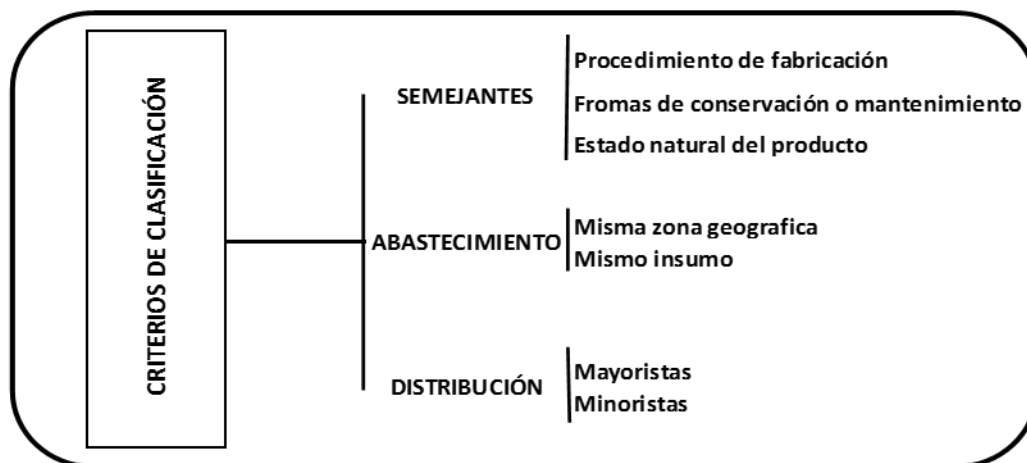 CRITERIOS DE CLASIFICACIÓN
SEMEJANTES
Procedimiento de fabricación
Fromas de conservación o mantenimiento
Estado natural del producto
ABASTECIMIENTO
Misma zona geografica
Mismo insumo
DISTRIBUCIÓN
Mayoristas
Minoristas